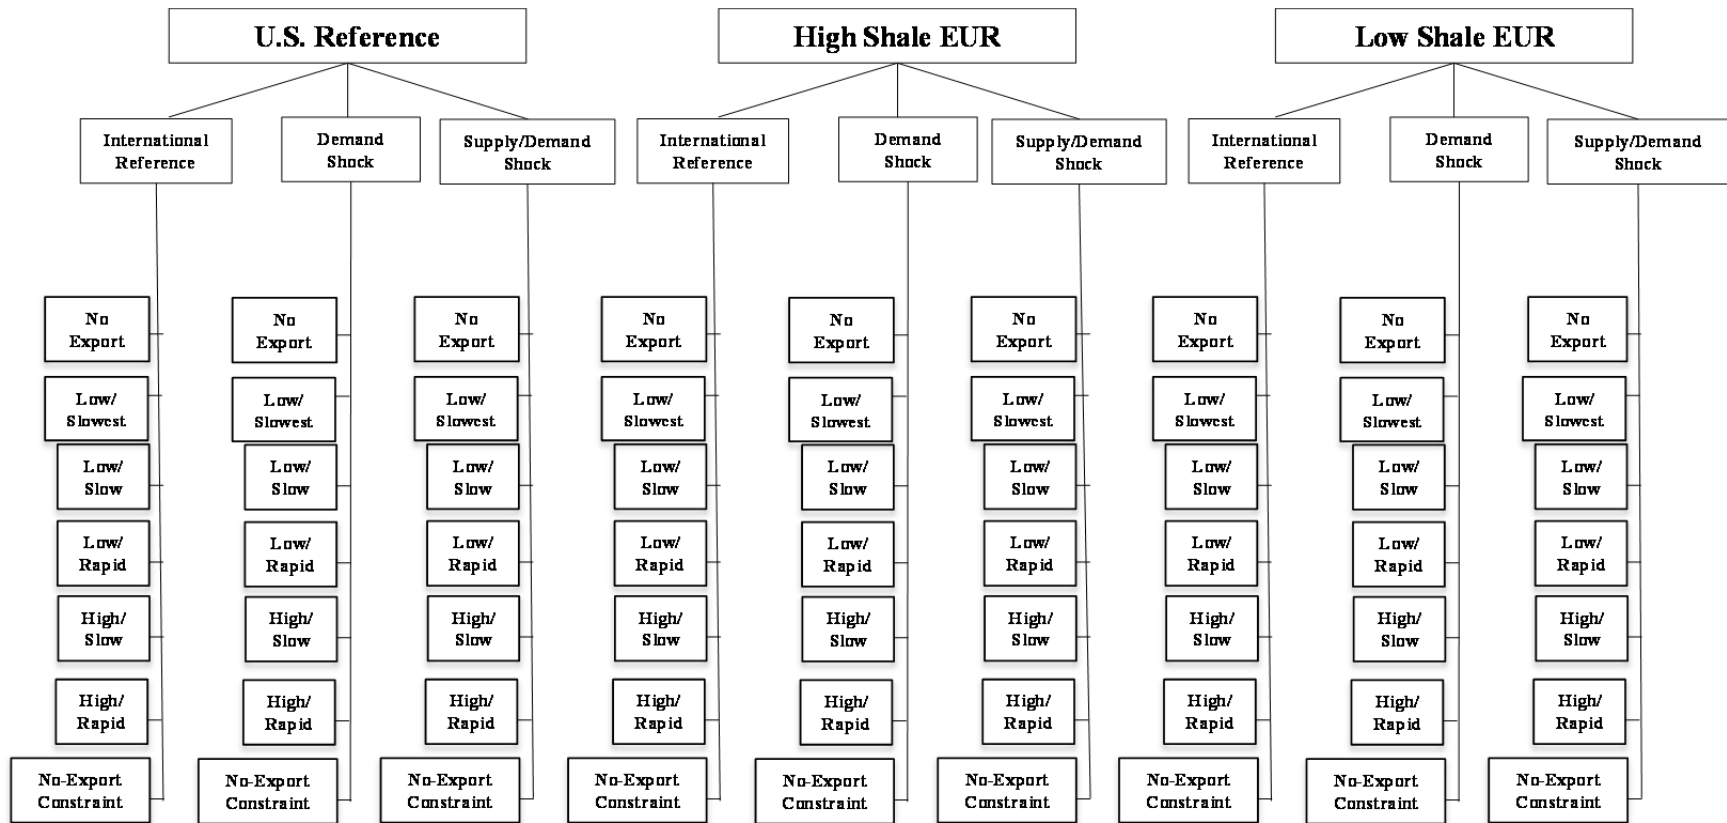 U.S. Reference
High Shale EUR
Low Shale EUR
International
Reference
Demand
Shock
Supply/Demand
Shock
International
Reference
Demand
Shock
Supply/Demand
Shock
International
Reference
Demand
Shock
Supply/Demand
Shock
No
Export
No
Export
No
Export
No
Export
No
Export
No
Export
No
Export
No
Export
No
Export
Low/
Slowest
Low/
Slowest
Low/
Slowest
Low/
Slowest
Low/
Slowest
Low/
Slowest
Low/
Slowest
Low/
Slowest
Low/
Slowest
Low/
Slow
Low/
Slow
Low/
Slow
Low/
Slow
Low/
Slow
Low/
Slow
Low/
Slow
Low/
Slow
Low/
Slow
Low/
Rapid
Low/
Rapid
Low/
Rapid
Low/
Rapid
Low/
Rapid
Low/
Rapid
Low/
Rapid
Low/
Rapid
Low/
Rapid
High/
Slow
High/
Slow
High/
Slow
High/
Slow
High/
Slow
High/
Slow
High/
Slow
High/
Slow
High/
Slow
High/
Rapid
High/
Rapid
High/
Rapid
High/
Rapid
High/
Rapid
High/
Rapid
High/
Rapid
High/
Rapid
High/
Rapid
No-Export
Constraint
No-Export
Constraint
No-Export
Constraint
No-Export
Constraint
No-Export
Constraint
No-Export
Constraint
No-Export
Constraint
No-Export
Constraint
No-Export
Constraint